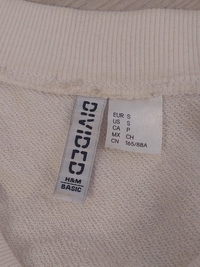 DIVIDED
H&M
BASIC
EUR S
US S
CA P
MX CH
CN 165/88A